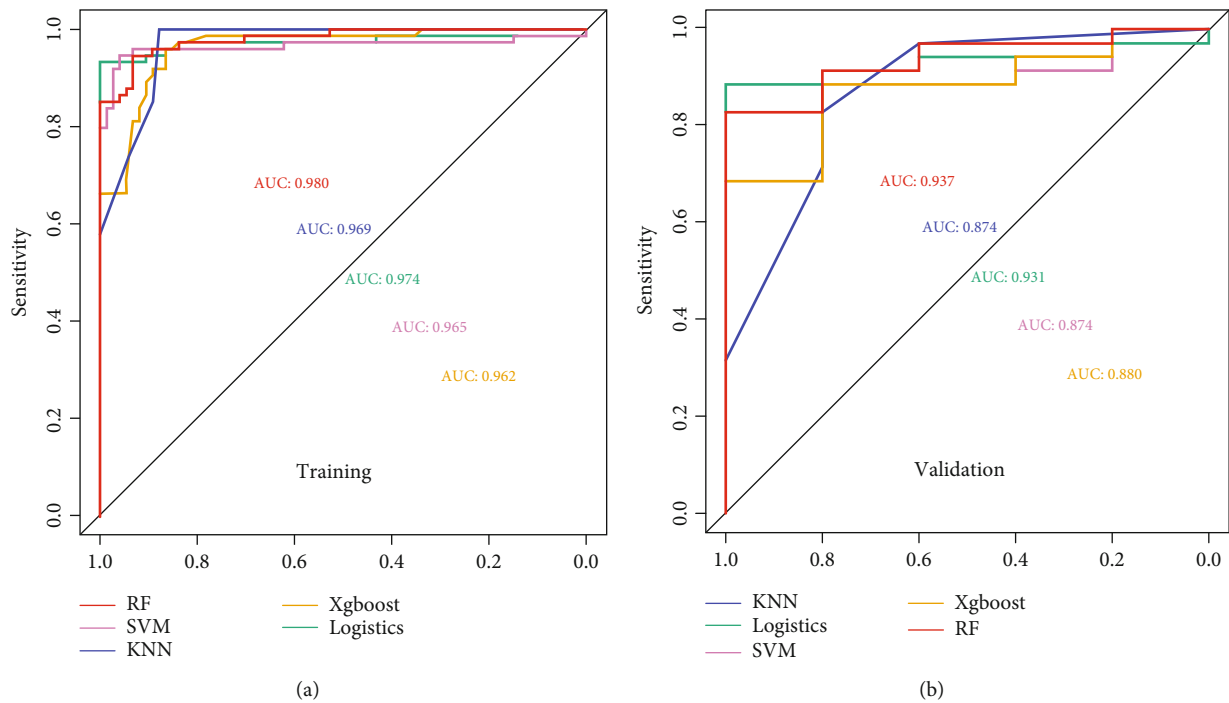 Sensitivity
1.0
0.8
0.6
0.4
0.2
0.0
AUC: 0.980
AUC: 0.969
AUC: 0.974
AUC: 0.965
AUC: 0.962
Training
1.0 0.8 0.6 0.4 0.2 0.0
RF
SVM
KNN
Xgboost
Logistics
(a)
Sensitivity
1.0
0.8
0.6
0.4
0.2
0.0
AUC: 0.937
AUC: 0.874
AUC: 0.931
AUC: 0.874
AUC: 0.880
Validation
1.0 0.8 0.6 0.4 0.2 0.0
KNN
Logistics
SVM
Xgboost
RF
(b)